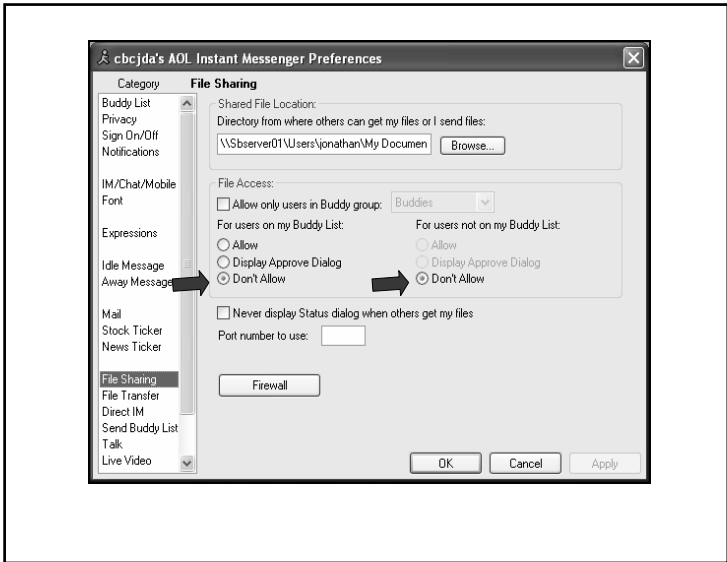 cbcjda's AOL Instant Messenger Preferences
Category
File Sharing
Buddy List
Privacy
Sign On/Off
Notifications
IM/Chat/Mobile
Font
Expressions
Idle Message
Away Message
Mail
Stock Ticker
News Ticker
File Sharing
File Transfer
Direct IM
Send Buddy List
Talk
Live Video
Shared File Location:
Directory from where others can get my files or I send files:
\\Sbserver01\Users\jonathan\My Documen
Browse...
File Access:
Allow only users in Buddy group: Buddies
For users on my Buddy List:
Allow
Display Approve Dialog
Don't Allow
For users not on my Buddy List:
Allow
Display Approve Dialog
Don't Allow
Never display Status dialog when others get my files
Port number to use:
Firewall
OK Cancel Apply